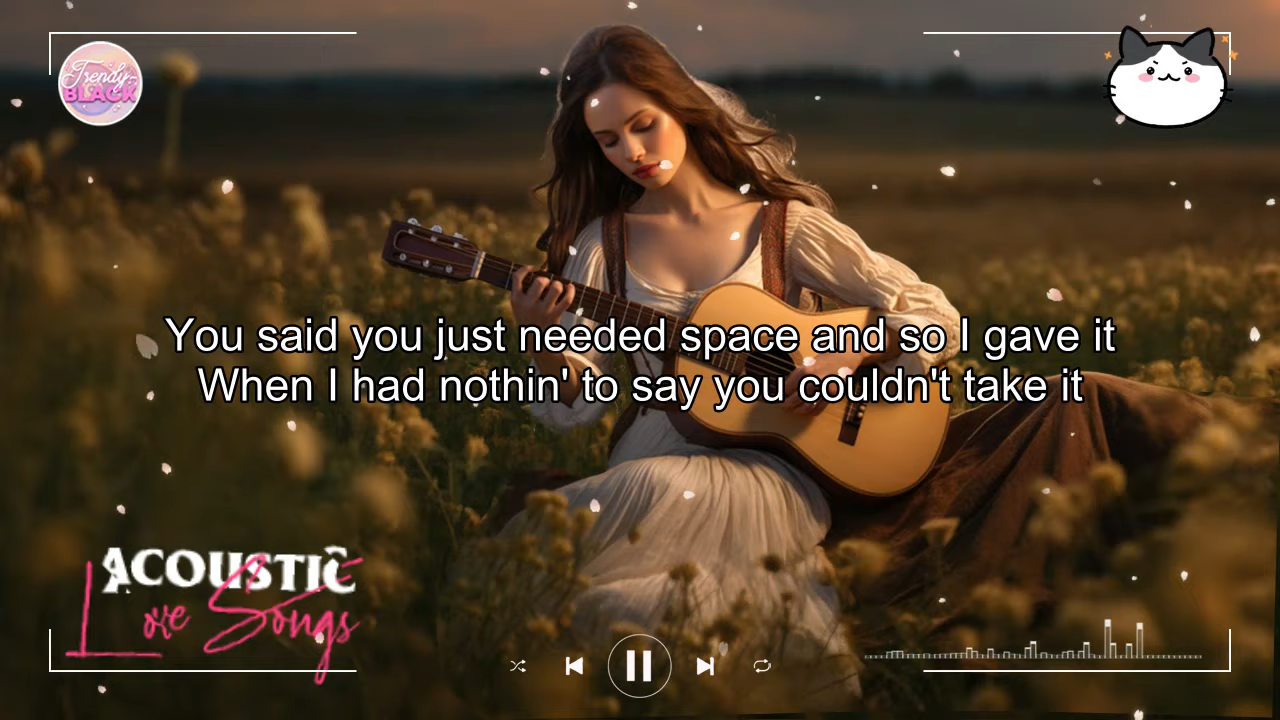 Trendy
BLACK
You said you just needed space and so I gave it
When I had nothin' to say you couldn't take it
ACOUSTIC
Love Songs